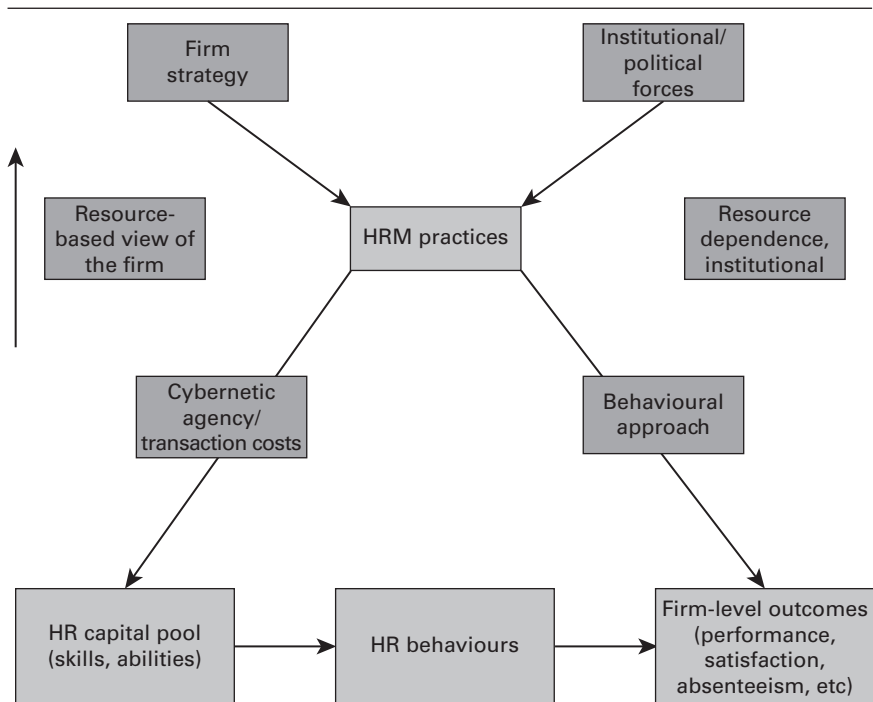 Firm
strategy
Institutional/
political
forces
Resource-
based view of
the firm
HRM practices
Resource
dependence,
institutional
Cybernetic
agency/
transaction costs
Behavioural
approach
HR capital pool
(skills, abilities)
HR behaviours
Firm-level outcomes
(performance,
satisfaction,
absenteeism, etc)